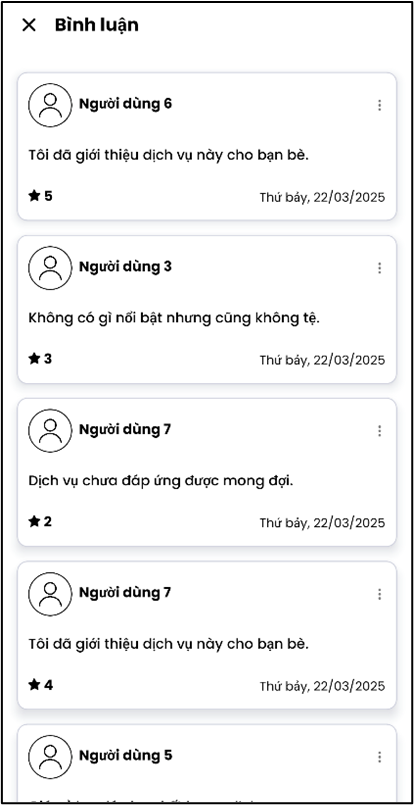 Bình luận
Người dùng 6
Tôi đã giới thiệu dịch vụ này cho bạn bè.
5
Thứ bảy, 22/03/2025
Người dùng 3
Không có gì nổi bật nhưng cũng không tệ.
3
Thứ bảy, 22/03/2025
Người dùng 7
Dịch vụ chưa đáp ứng được mong đợi.
2
Thứ bảy, 22/03/2025
Người dùng 7
Tôi đã giới thiệu dịch vụ này cho bạn bè.
4
Thứ bảy, 22/03/2025
Người dùng 5